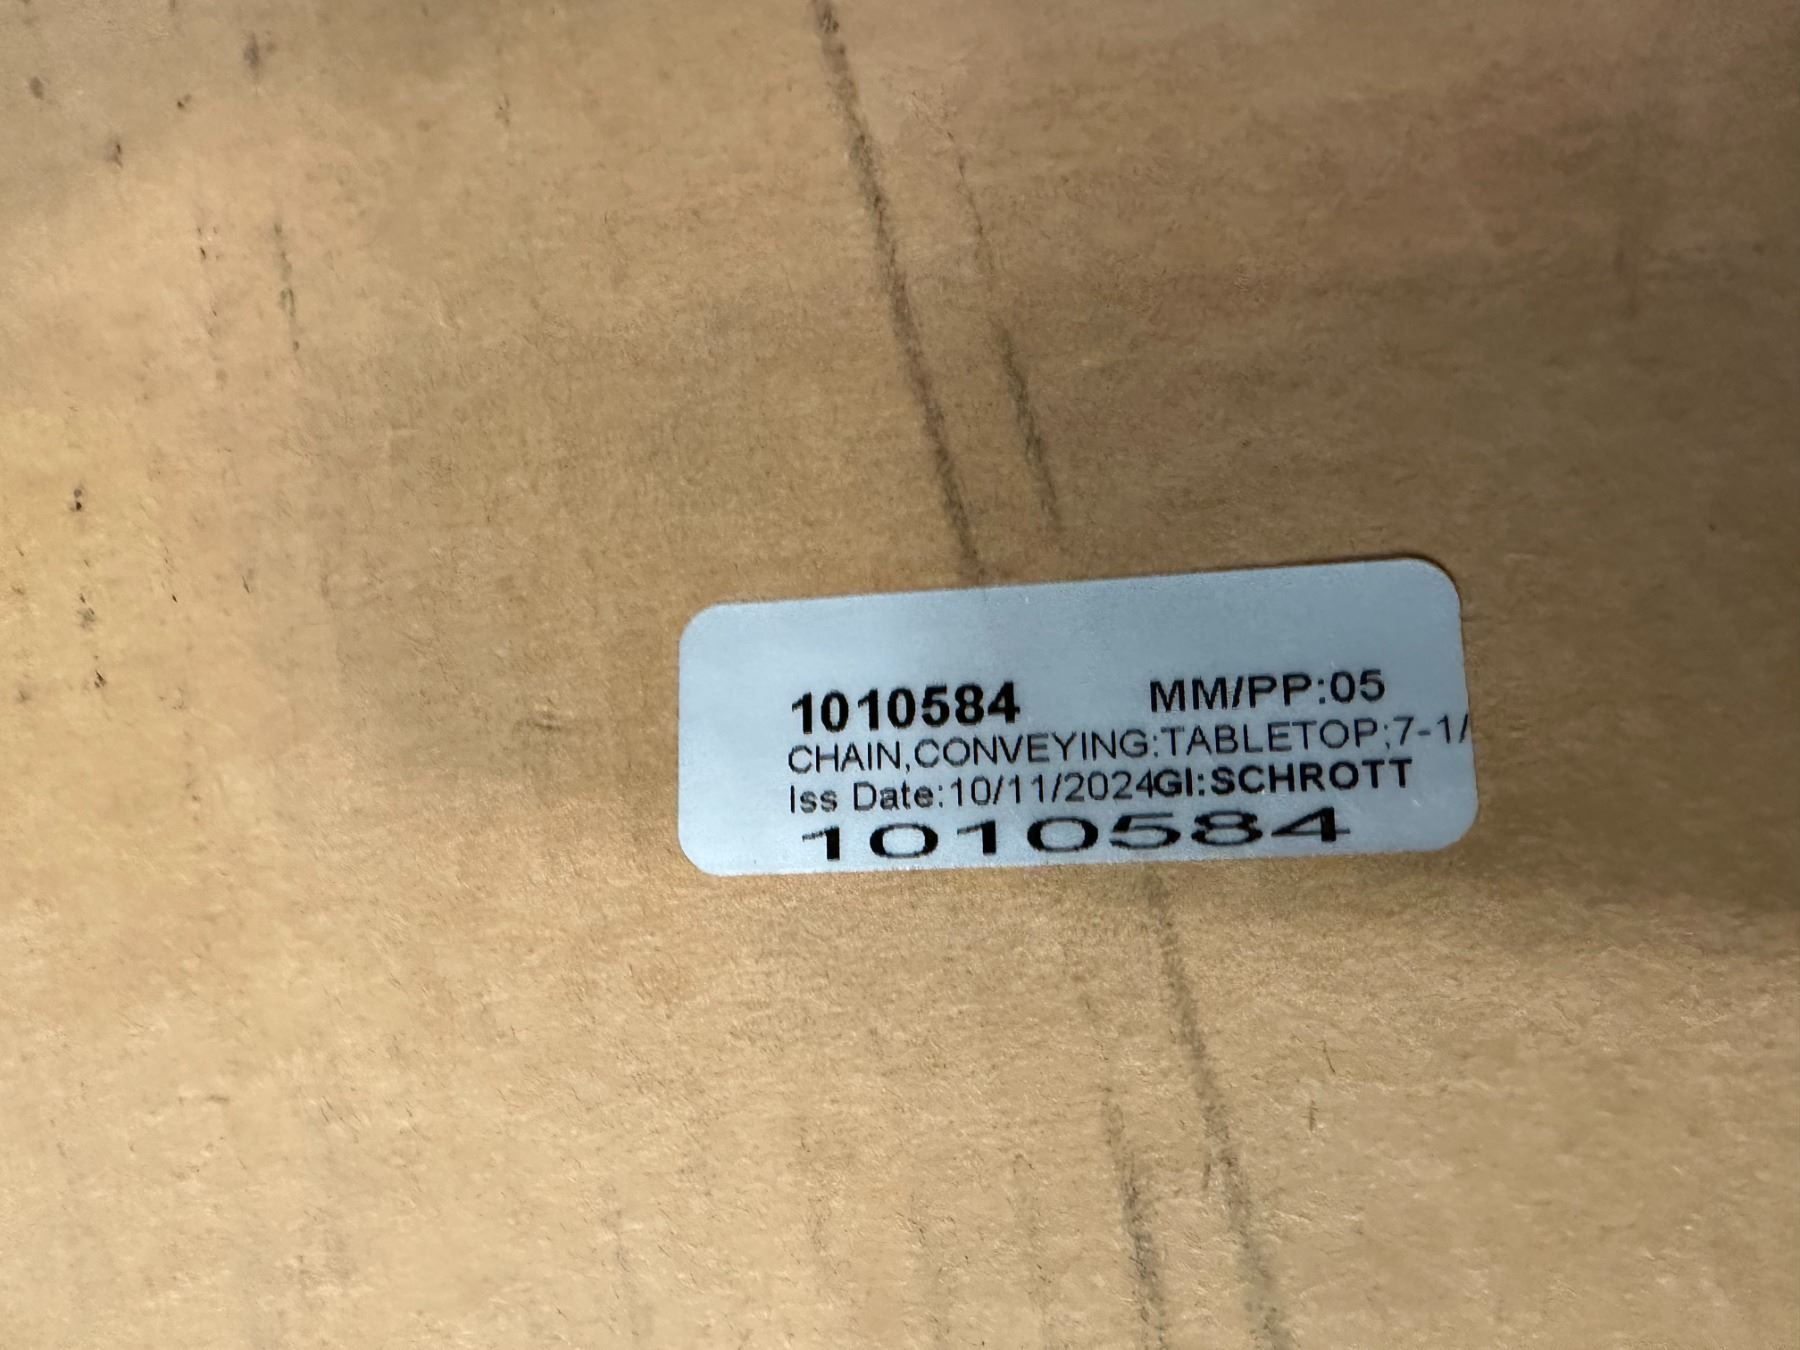 1010584 MM/PP:05
CHAIN,CONVEYING:TABLETOP;7-1/
Iss Date:10/11/2024GI:SCHROTT
1010584